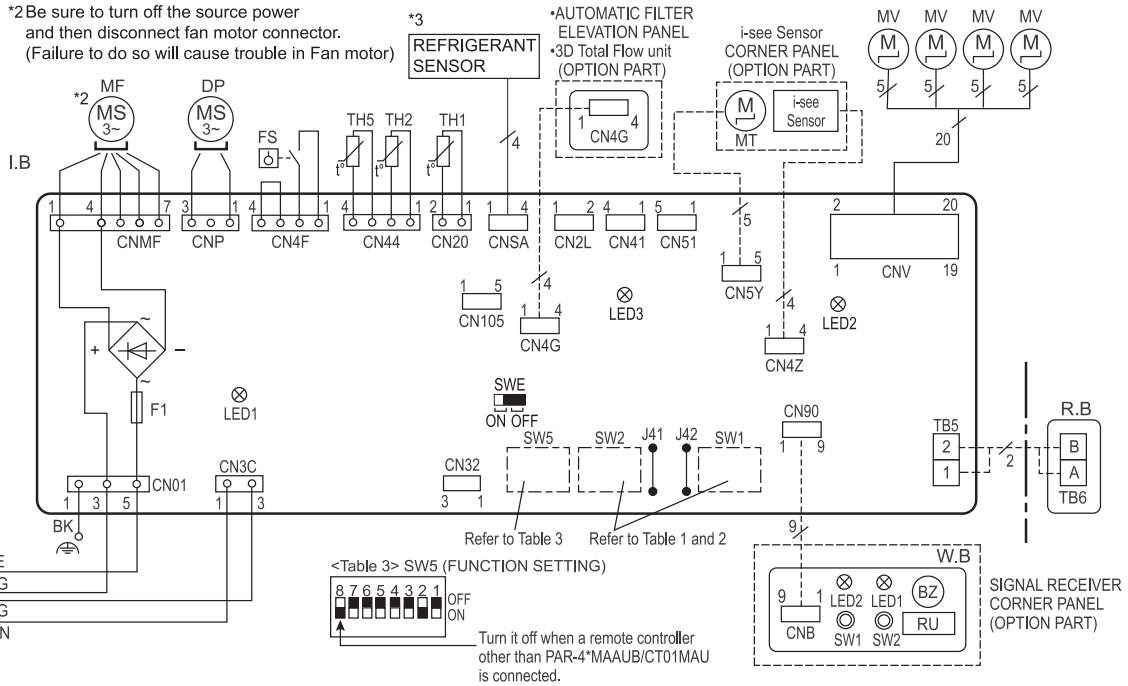 *2 Be sure to turn off the source power
and then disconnect fan motor connector.
(Failure to do so will cause trouble in Fan motor)
*3
REFRIGERANT
SENSOR
•AUTOMATIC FILTER
ELEVATION PANEL
•3D Total Flow unit
(OPTION PART)
1 4
CN4G
i-see Sensor
CORNER PANEL
(OPTION PART)
M
MT
i-see
Sensor
MV MV MV MV
M M M M
5 5 5 5
20
*2
MF
MS
3~
DP
MS
3~
FS
TH5 TH2 TH1
t° t° t°
4
I.B
1 4 7
CNMF
3 1
CNP
4 1
CN4F
4 1
CN44
2 1
CN20
1 4
CNSA
1 2
CN2L
4 1
CN41
5 1
CN51
5
1 5
CN5Y
2 20
1 CNV 19
1 5
CN105
4
1 4
CN4G
LED3
4
1 4
CN4Z
LED2
~
+ −
~
F1
LED1
SWE
ON OFF
CN90
1 9
TB5
2
1
2
R.B
B
A
TB6
CN01
1 3 5
CN3C
1 3
CN32
3 1
SW5 SW2 J41 J42 SW1
BK
Refer to Table 3
Refer to Table 1 and 2
9
E
G
G
N
<Table 3> SW5 (FUNCTION SETTING)
8 7 6 5 4 3 2 1
OFF
ON
Turn it off when a remote controller
other than PAR-4*MAAUB/CT01MAU
is connected.
W.B
9 1
CNB
LED2 LED1
SW1 SW2
BZ
RU
SIGNAL RECEIVER
CORNER PANEL
(OPTION PART)